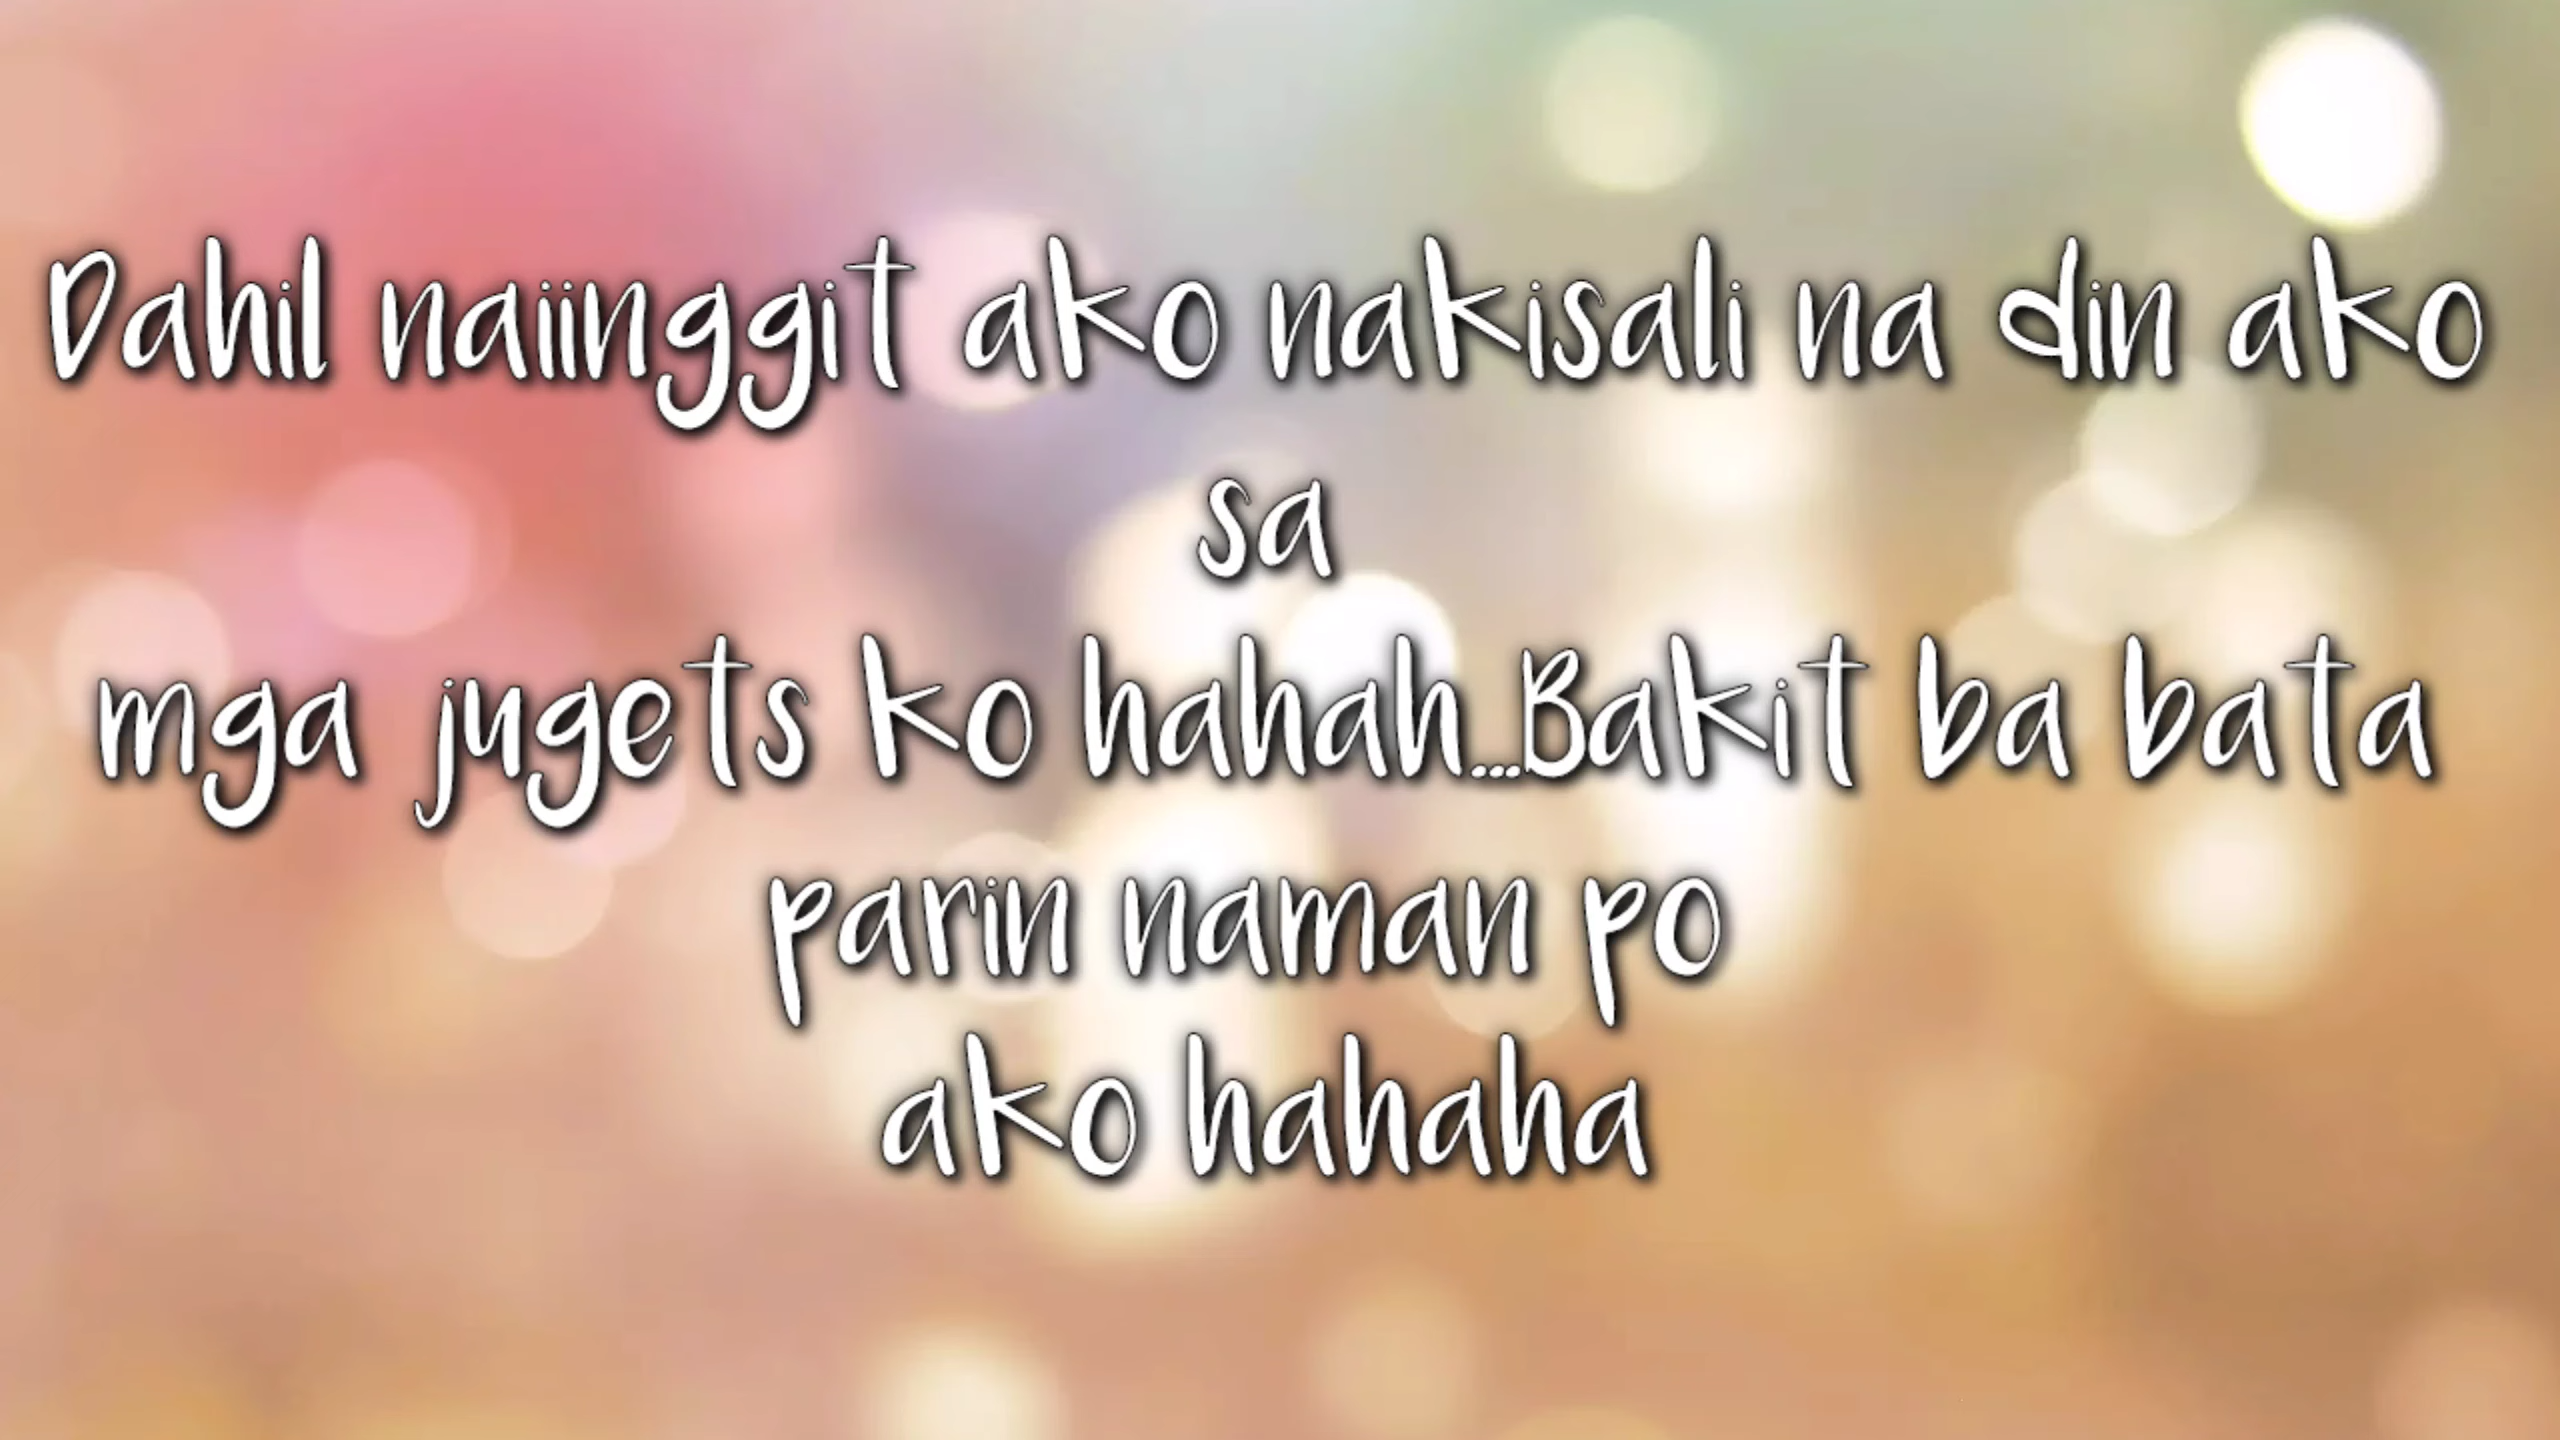 Dahil naiinggit ako nakisali na din ako
sa
mga jugets ko hahah...Bakit ba bata
parin naman po
ako hahaha